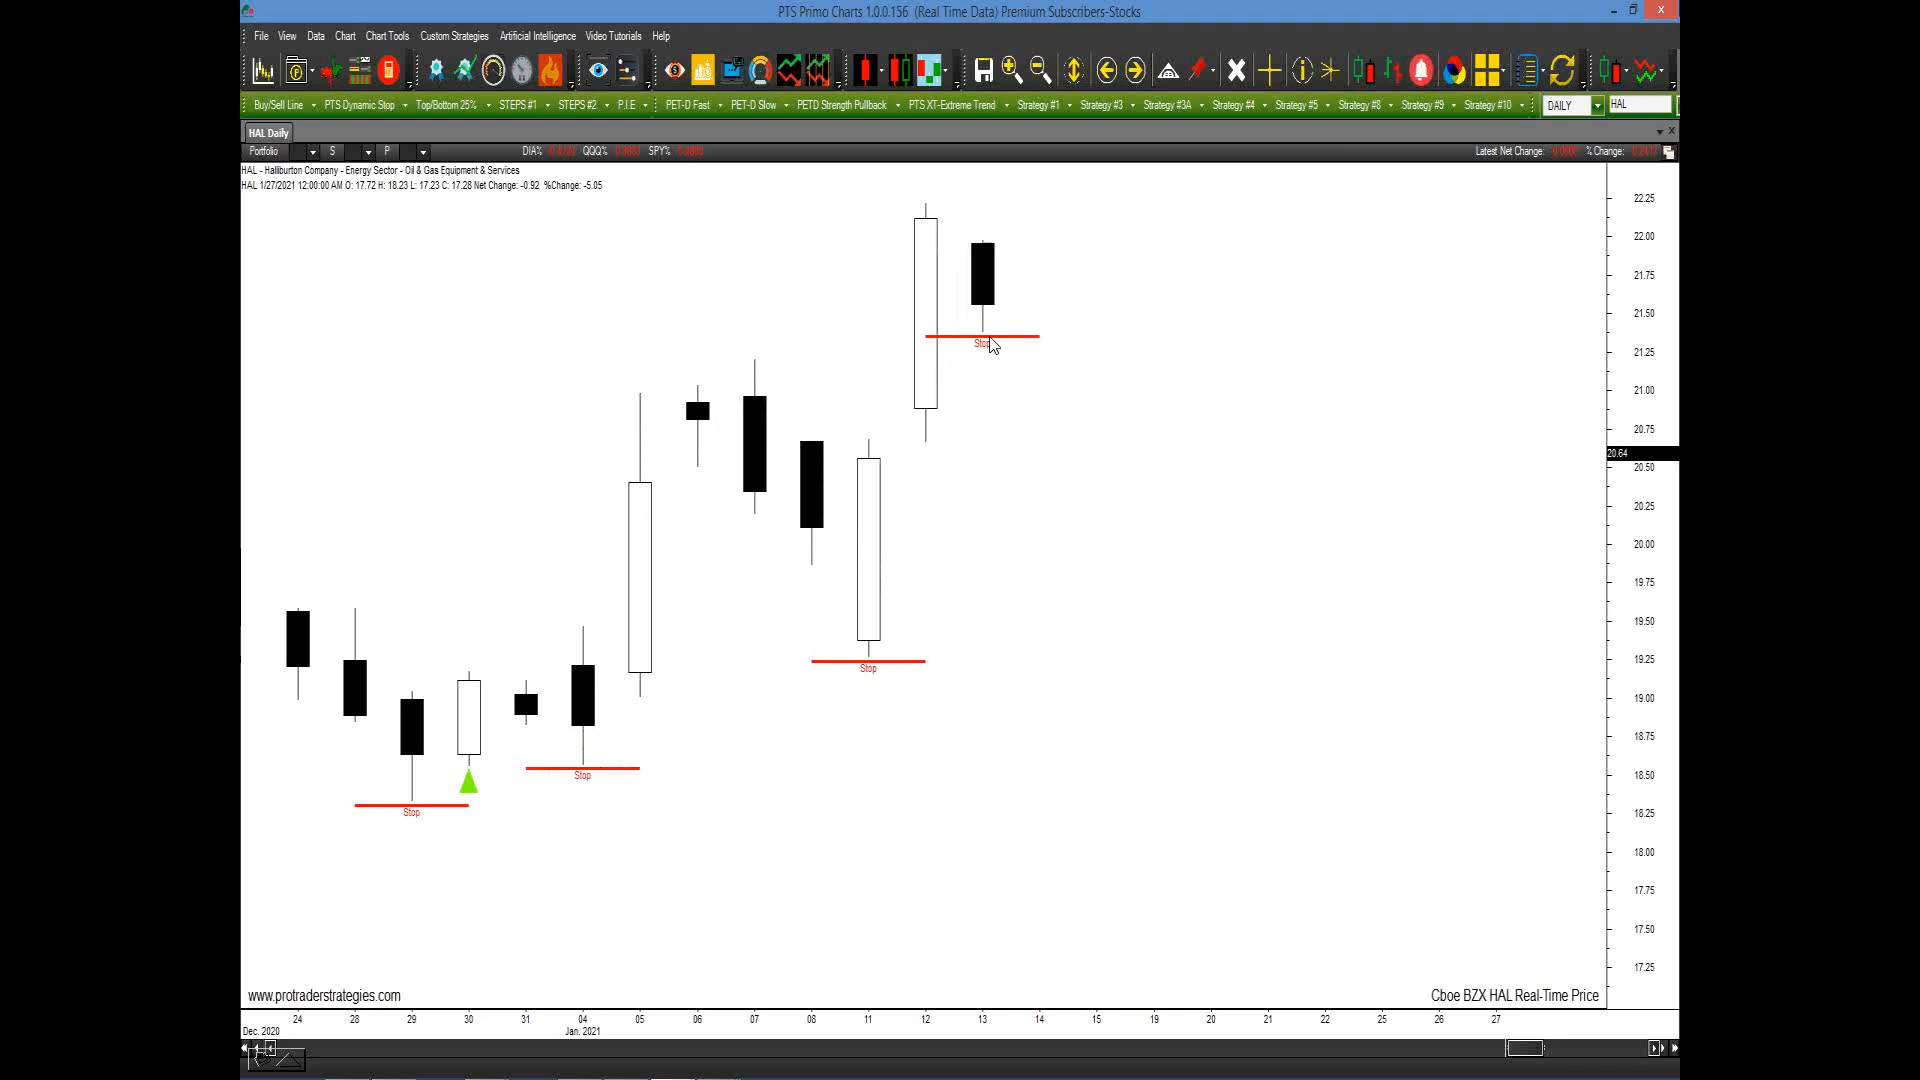 PTS Primo Charts 1.0.0.156 (Real Time Data) Premium Subscribers-Stocks
File View Data Chart Chart Tools Custom Strategies Artificial Intelligence Video Tutorials Help
Buy/Sell Line PTS Dynamic Stop Top/Bottom 25% STEPS #1 STEPS #2 P.I.E PET-D Fast PET-D Slow PETD Strength Pullback PTS XT-Extreme Trend Strategy #1 Strategy #3 Strategy #3A Strategy #4 Strategy #5 Strategy #8 Strategy #9 Strategy #10 DAILY HAL
HAL Daily
Portfolio S P DIA% QQQ% SPY% Latest Net Change: % Change:
HAL - Halliburton Company - Energy Sector - Oil & Gas Equipment & Services
HAL 1/27/2021 12:00:00 AM O: 17.72 H: 18.23 L: 17.23 C: 17.28 Net Change: -0.92 %Change: -5.05
22.25
22.00
21.75
21.50
Stop
21.25
21.00
20.75
20.64
20.50
20.25
20.00
19.75
19.50
19.25
Stop
19.00
18.75
Stop
18.50
Stop
18.25
18.00
17.75
17.50
17.25
www.protraderstrategies.com Cboe BZX HAL Real-Time Price
24 28 29 30 31 04 05 06 07 08 11 12 13 14 15 19 20 21 22 25 26 27
Dec. 2020 Jan. 2021